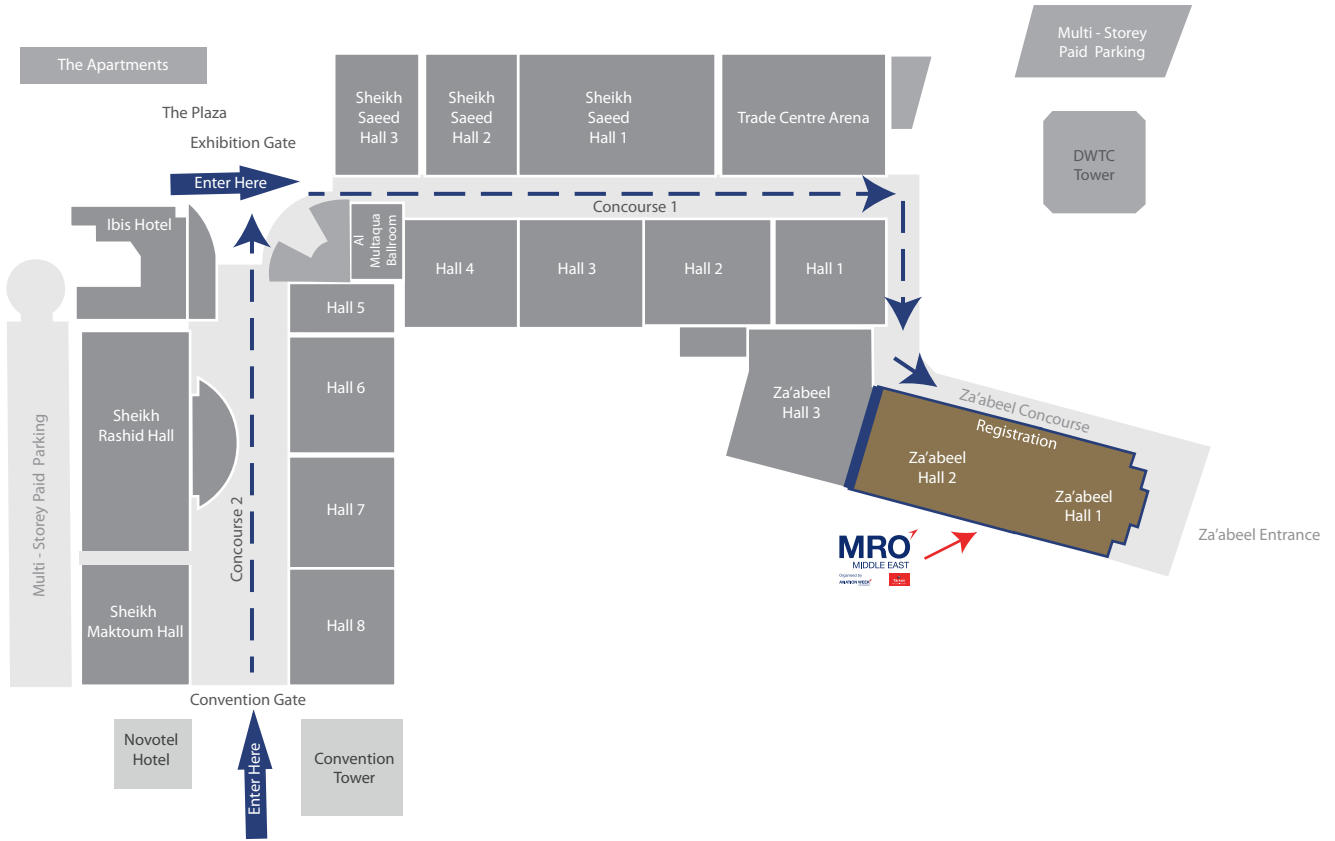 Multi - Storey
Paid Parking
The Apartments
The Plaza
Exhibition Gate
Enter Here
Sheikh
Saeed
Hall 3
Sheikh
Saeed
Hall 2
Sheikh
Saeed
Hall 1
Trade Centre Arena
DWTC
Tower
Concourse 1
Ibis Hotel
Al
Multaqua
Ballroom
Hall 4
Hall 3
Hall 2
Hall 1
Hall 5
Hall 6
Hall 7
Hall 8
Sheikh
Rashid Hall
Sheikh
Maktoum Hall
Multi - Storey Paid Parking
Concourse 2
Za'abeel
Hall 3
Za'abeel Concourse
Registration
Za'abeel
Hall 2
Za'abeel
Hall 1
Za'abeel Entrance
MRO
MIDDLE EAST
Organised by
AVIATION WEEK
Convention Gate
Novotel
Hotel
Enter Here
Convention
Tower